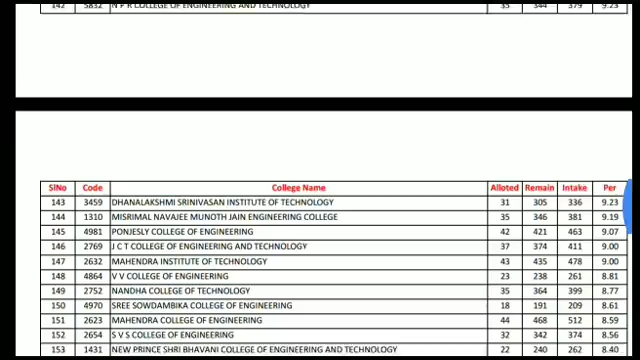 142 5832 N P R COLLEGE OF ENGINEERING AND TECHNOLOGY 35 344 379 9.23
SlNo Code College Name Alloted Remain Intake Per
143 3459 DHANALAKSHMI SRINIVASAN INSTITUTE OF TECHNOLOGY 31 305 336 9.23
144 1310 MISRIMAL NAVAJEE MUNOTH JAIN ENGINEERING COLLEGE 35 346 381 9.19
145 4981 PONJESLY COLLEGE OF ENGINEERING 42 421 463 9.07
146 2769 J C T COLLEGE OF ENGINEERING AND TECHNOLOGY 37 374 411 9.00
147 2632 MAHENDRA INSTITUTE OF TECHNOLOGY 43 435 478 9.00
148 4864 V V COLLEGE OF ENGINEERING 23 238 261 8.81
149 2752 NANDHA COLLEGE OF TECHNOLOGY 35 364 399 8.77
150 4970 SREE SOWDAMBIKA COLLEGE OF ENGINEERING 18 191 209 8.61
151 2623 MAHENDRA COLLEGE OF ENGINEERING 44 468 512 8.59
152 2654 S V S COLLEGE OF ENGINEERING 32 342 374 8.56
153 1431 NEW PRINCE SHRI BHAVANI COLLEGE OF ENGINEERING AND TECHNOLOGY 22 240 262 8.40